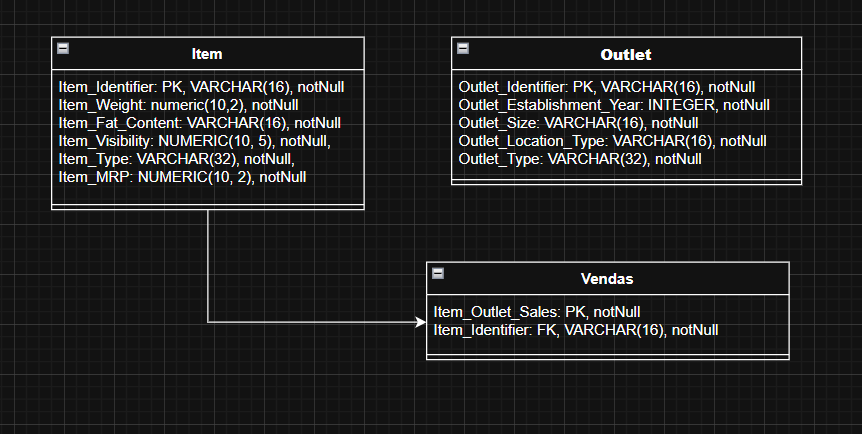 Item
Item_Identifier: PK, VARCHAR(16), notNull
Item_Weight: numeric(10,2), notNull
Item_Fat_Content: VARCHAR(16), notNull
Item_Visibility: NUMERIC(10, 5), notNull,
Item_Type: VARCHAR(32), notNull,
Item_MRP: NUMERIC(10, 2), notNull
Outlet
Outlet_Identifier: PK, VARCHAR(16), notNull
Outlet_Establishment_Year: INTEGER, notNull
Outlet_Size: VARCHAR(16), notNull
Outlet_Location_Type: VARCHAR(16), notNull
Outlet_Type: VARCHAR(32), notNull
Vendas
Item_Outlet_Sales: PK, notNull
Item_Identifier: FK, VARCHAR(16), notNull